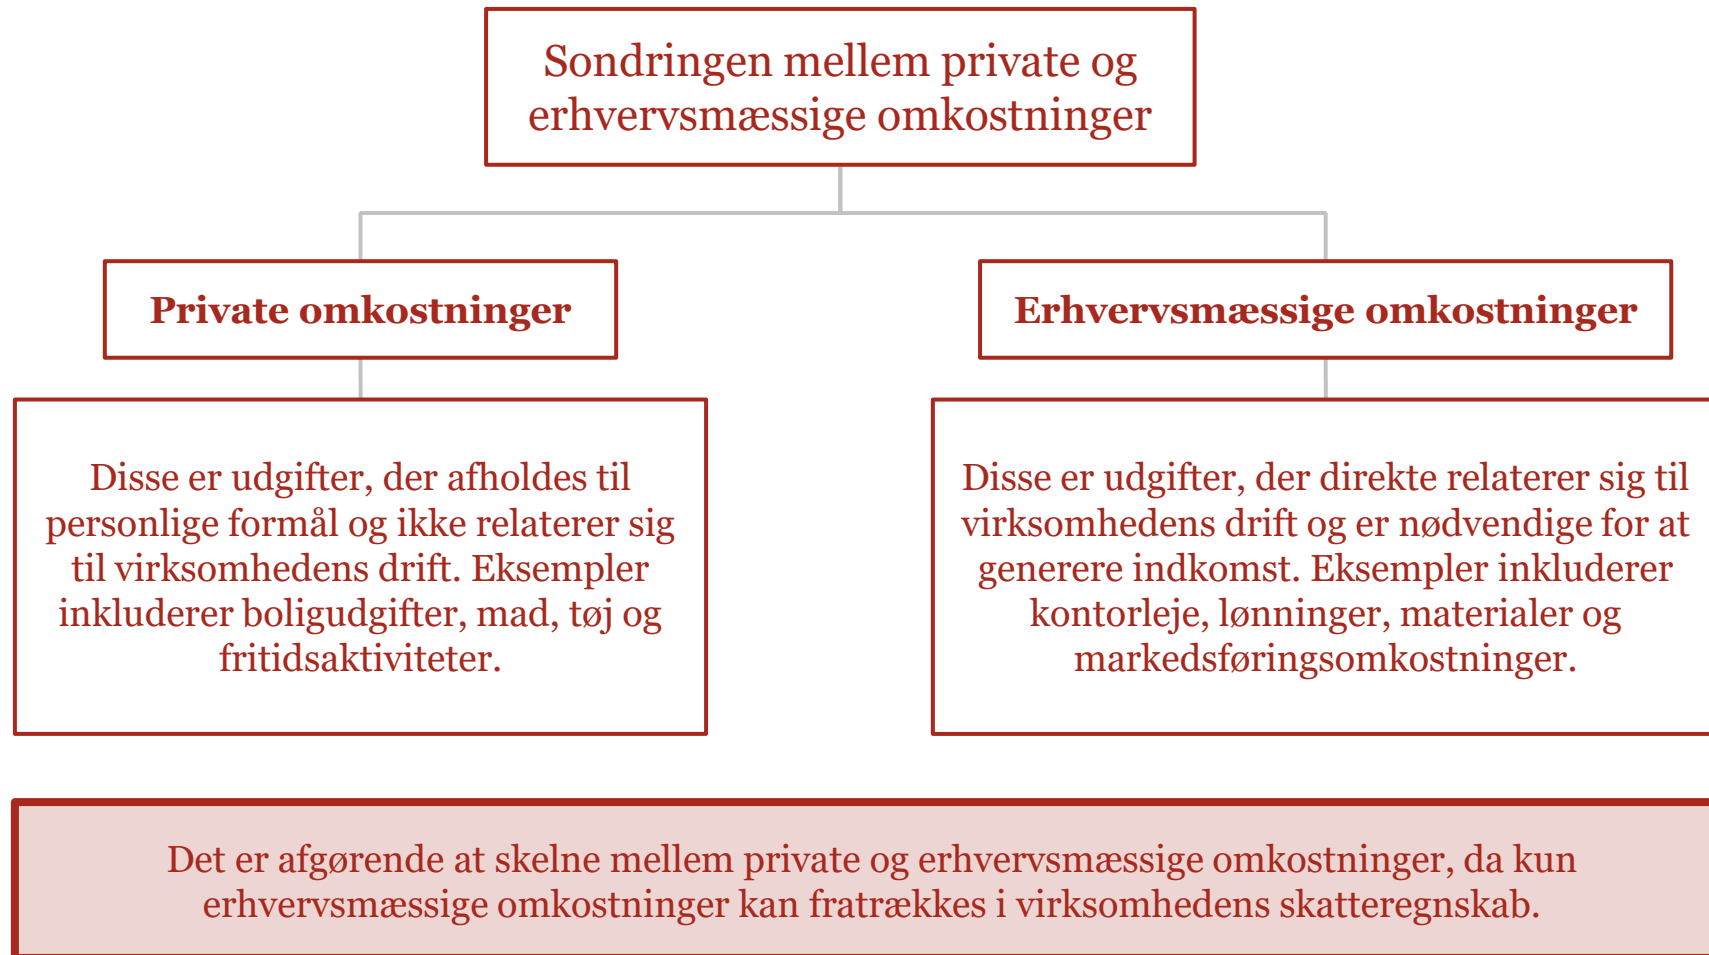 Sondringen mellem private og
erhvervsmæssige omkostninger
Private omkostninger
Erhvervsmæssige omkostninger
Disse er udgifter, der afholdes til
personlige formål og ikke relaterer sig
til virksomhedens drift. Eksempler
inkluderer boligudgifter, mad, tøj og
fritidsaktiviteter.
Disse er udgifter, der direkte relaterer sig til
virksomhedens drift og er nødvendige for at
generere indkomst. Eksempler inkluderer
kontorleje, lønninger, materialer og
markedsføringsomkostninger.
Det er afgørende at skelne mellem private og erhvervsmæssige omkostninger, da kun
erhvervsmæssige omkostninger kan fratrækkes i virksomhedens skatteregnskab.